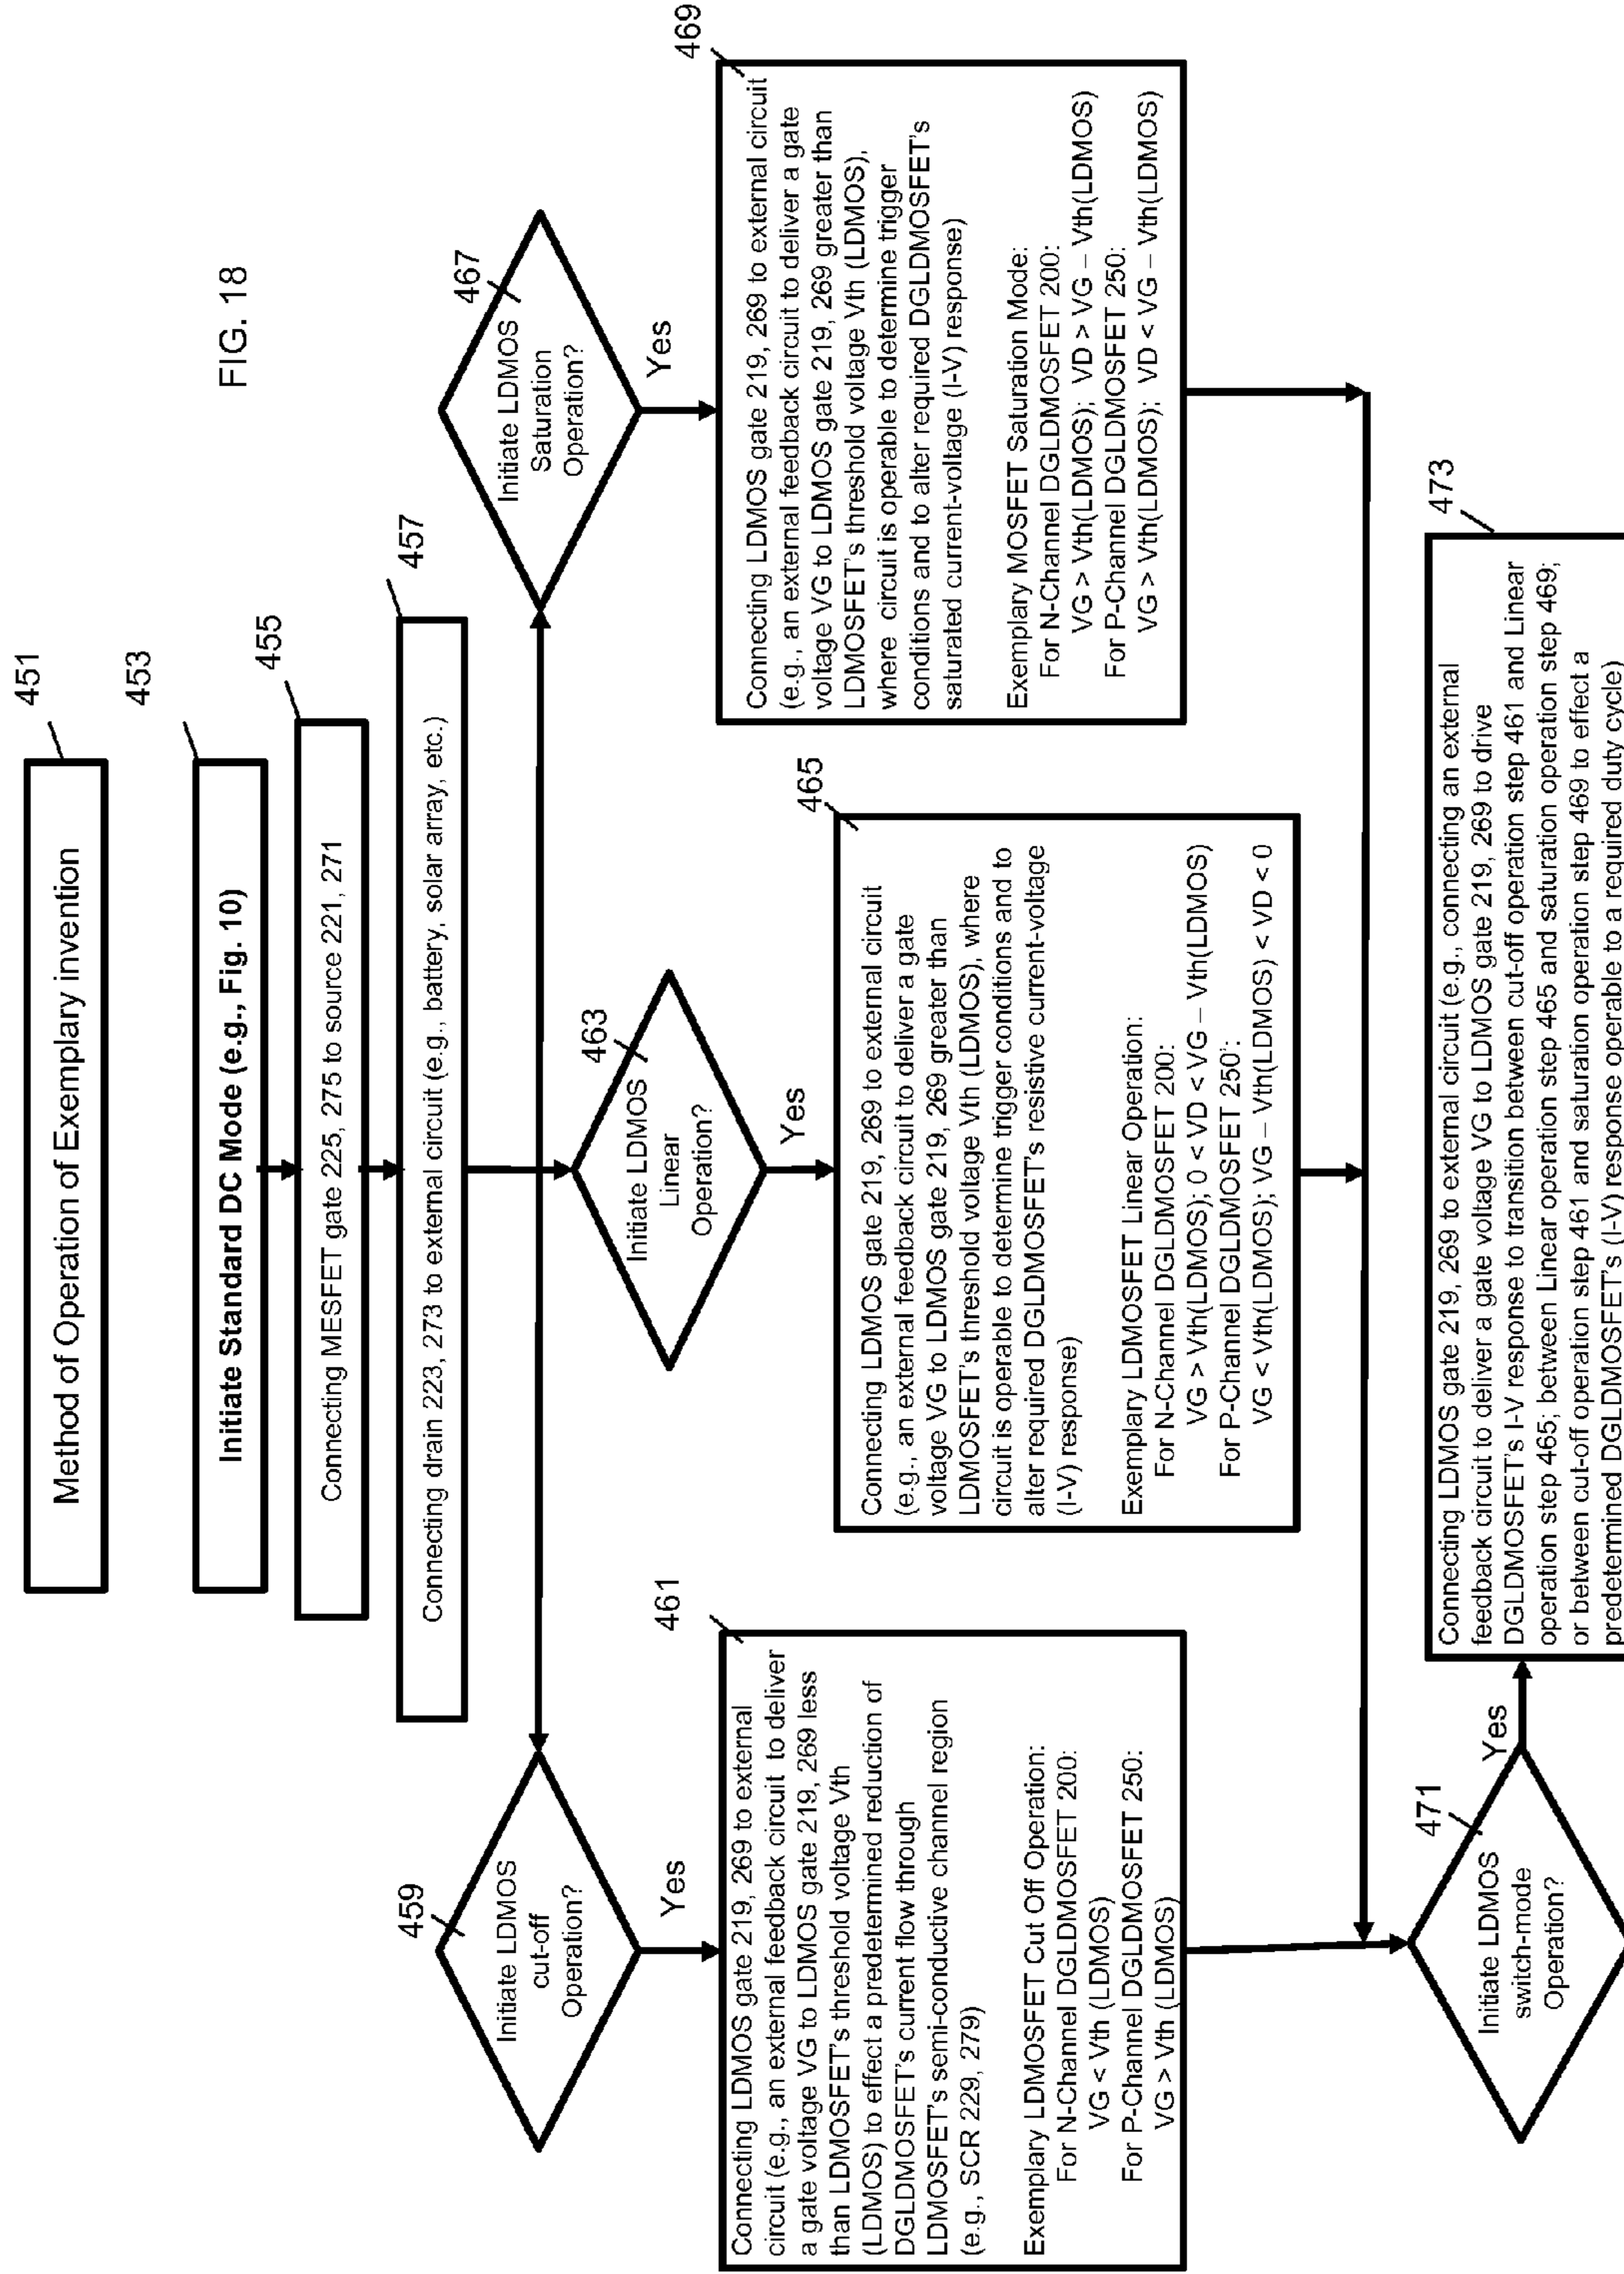 FIG. 18
451
Method of Operation of Exemplary invention
453
Initiate Standard DC Mode (e.g., Fig. 10)
455
Connecting MESFET gate 225, 275 to source 221, 271
457
Connecting drain 223, 273 to external circuit (e.g., battery, solar array, etc.)
459
Initiate LDMOS
cut-off
Operation?
Yes
461
Connecting LDMOS gate 219, 269 to external
circuit (e.g., an external feedback circuit to deliver
a gate voltage VG to LDMOS gate 219, 269 less
than LDMOSFET's threshold voltage Vth
(LDMOS) to effect a predetermined reduction of
DGLDMOSFET's current flow through
LDMOSFET's semi-conductive channel region
(e.g., SCR 229, 279)
Exemplary LDMOSFET Cut Off Operation:
For N-Channel DGLDMOSFET 200:
VG < Vth (LDMOS)
For P-Channel DGLDMOSFET 250:
VG > Vth (LDMOS)
463
Initiate LDMOS
Linear
Operation?
Yes
465
Connecting LDMOS gate 219, 269 to external circuit
(e.g., an external feedback circuit to deliver a gate
voltage VG to LDMOS gate 219, 269 greater than
LDMOSFET's threshold voltage Vth (LDMOS), where
circuit is operable to determine trigger conditions and to
alter required DGLDMOSFET's resistive current-voltage
(I-V) response)
Exemplary LDMOSFET Linear Operation:
For N-Channel DGLDMOSFET 200:
VG > Vth(LDMOS); 0 < VD < VG – Vth(LDMOS)
For P-Channel DGLDMOSFET 250':
VG < Vth(LDMOS); VG – Vth(LDMOS) < VD < 0
467
Initiate LDMOS
Saturation
Operation?
Yes
469
Connecting LDMOS gate 219, 269 to external circuit
(e.g., an external feedback circuit to deliver a gate
voltage VG to LDMOS gate 219, 269 greater than
LDMOSFET's threshold voltage Vth (LDMOS),
where circuit is operable to determine trigger
conditions and to alter required DGLDMOSFET's
saturated current-voltage (I-V) response)
Exemplary MOSFET Saturation Mode:
For N-Channel DGLDMOSFET 200:
VG > Vth(LDMOS); VD > VG – Vth(LDMOS)
For P-Channel DGLDMOSFET 250:
VG > Vth(LDMOS); VD < VG – Vth(LDMOS)
471
Initiate LDMOS
switch-mode
Operation?
Yes
473
Connecting LDMOS gate 219, 269 to external circuit (e.g., connecting an external
feedback circuit to deliver a gate voltage VG to LDMOS gate 219, 269 to drive
DGLDMOSFET's I-V response to transition between cut-off operation step 461 and Linear
operation step 465; between Linear operation step 465 and saturation operation step 469;
or between cut-off operation step 461 and saturation operation step 469 to effect a
predetermined DGLDMOSFET's (I-V) response operable to a required duty cycle)